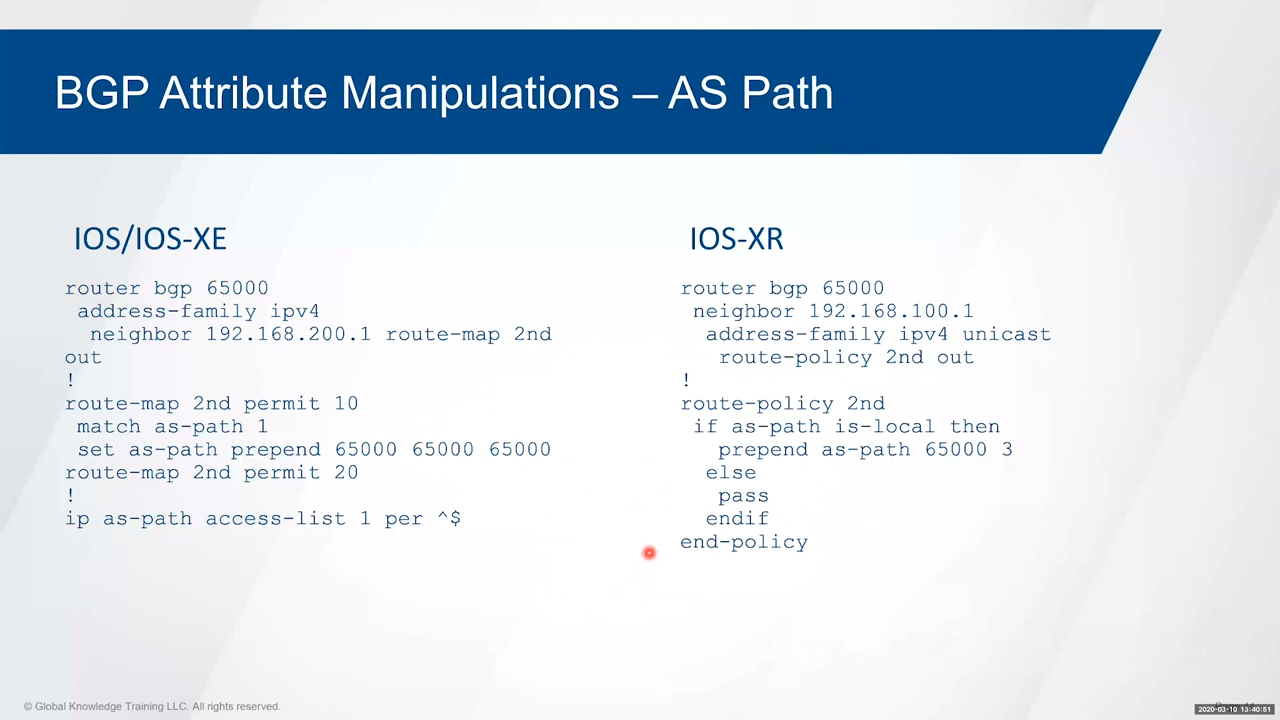 BGP Attribute Manipulations – AS Path
IOS/IOS-XE
router bgp 65000
 address-family ipv4
  neighbor 192.168.200.1 route-map 2nd
out
!
route-map 2nd permit 10
 match as-path 1
 set as-path prepend 65000 65000 65000
route-map 2nd permit 20
!
ip as-path access-list 1 per ^$
IOS-XR
router bgp 65000
 neighbor 192.168.100.1
  address-family ipv4 unicast
   route-policy 2nd out
!
route-policy 2nd
 if as-path is-local then
   prepend as-path 65000 3
  else
   pass
  endif
end-policy
© Global Knowledge Training LLC. All rights reserved.
2020-03-10 13:40:51